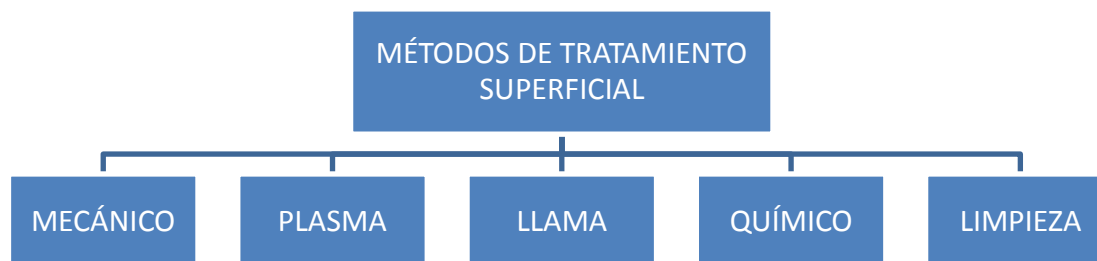 MÉTODOS DE TRATAMIENTO
SUPERFICIAL
MECÁNICO
PLASMA
LLAMA
QUÍMICO
LIMPIEZA